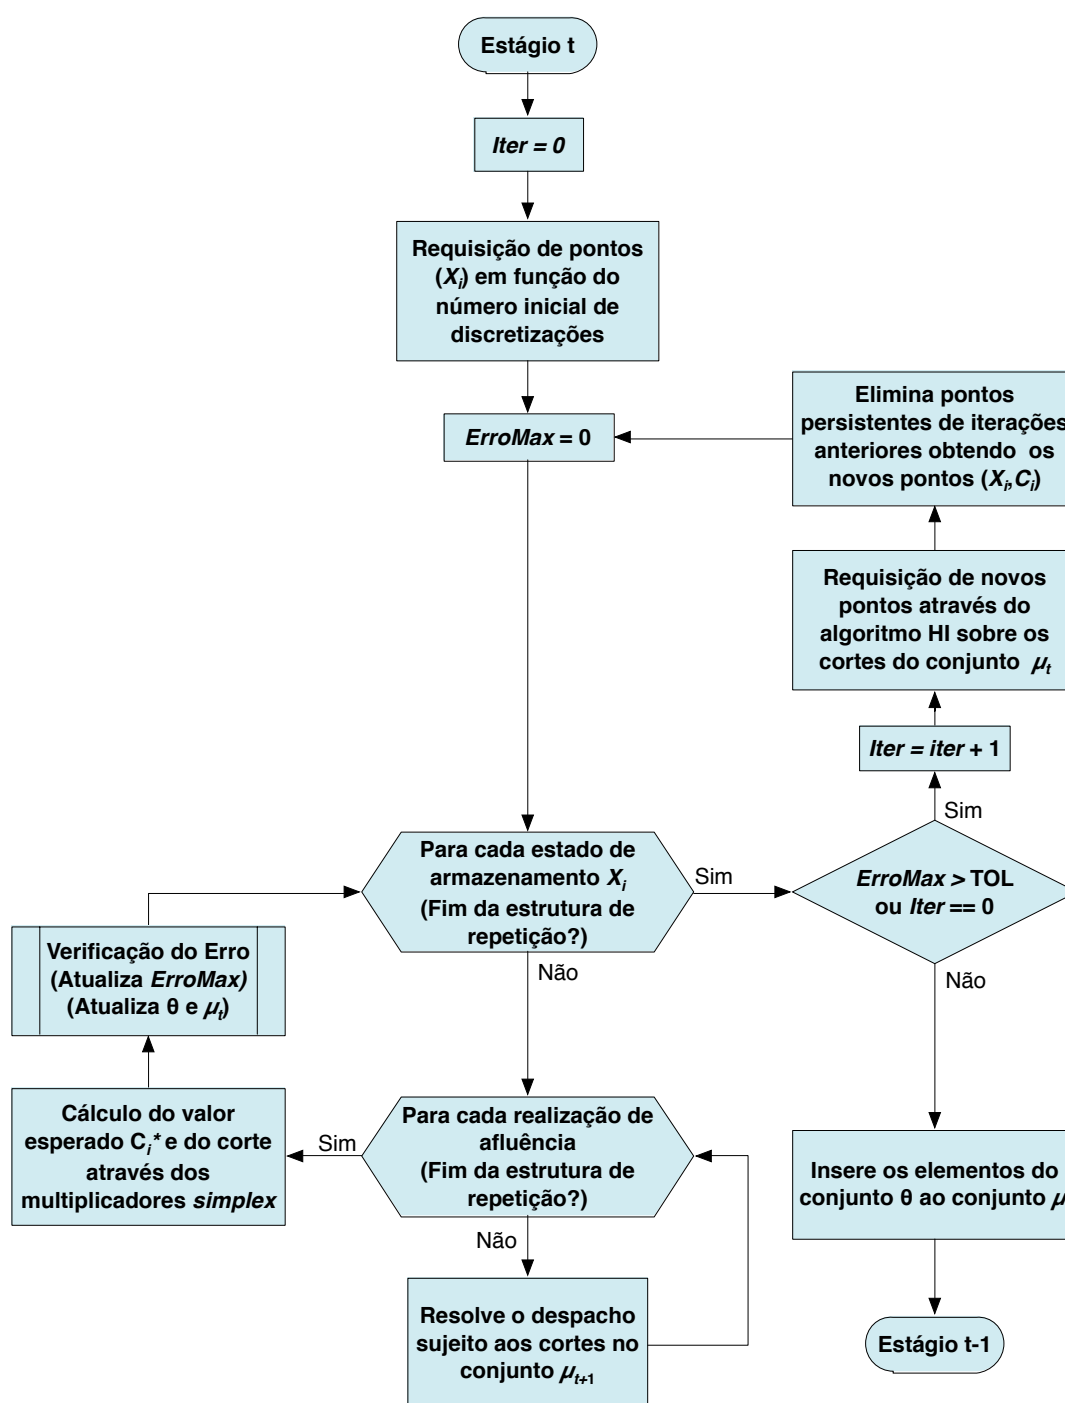 Estágio t
Iter = 0
Requisição de pontos
(Xi) em função do
número inicial de
discretizações
ErroMax = 0
Elimina pontos
persistentes de iterações
anteriores obtendo os
novos pontos (Xi,Ci)
Requisição de novos
pontos através do
algoritmo HI sobre os
cortes do conjunto μt
Iter = iter + 1
Sim
Para cada estado de
armazenamento Xi
(Fim da estrutura de
repetição?)
Sim
ErroMax > TOL
ou Iter == 0
Não
Não
Verificação do Erro
(Atualiza ErroMax)
(Atualiza θ e μt)
Cálculo do valor
esperado Ci* e do corte
através dos
multiplicadores simplex
Sim
Para cada realização de
afluência
(Fim da estrutura de
repetição?)
Não
Resolve o despacho
sujeito aos cortes no
conjunto μt+1
Insere os elementos do
conjunto θ ao conjunto μ
Estágio t-1